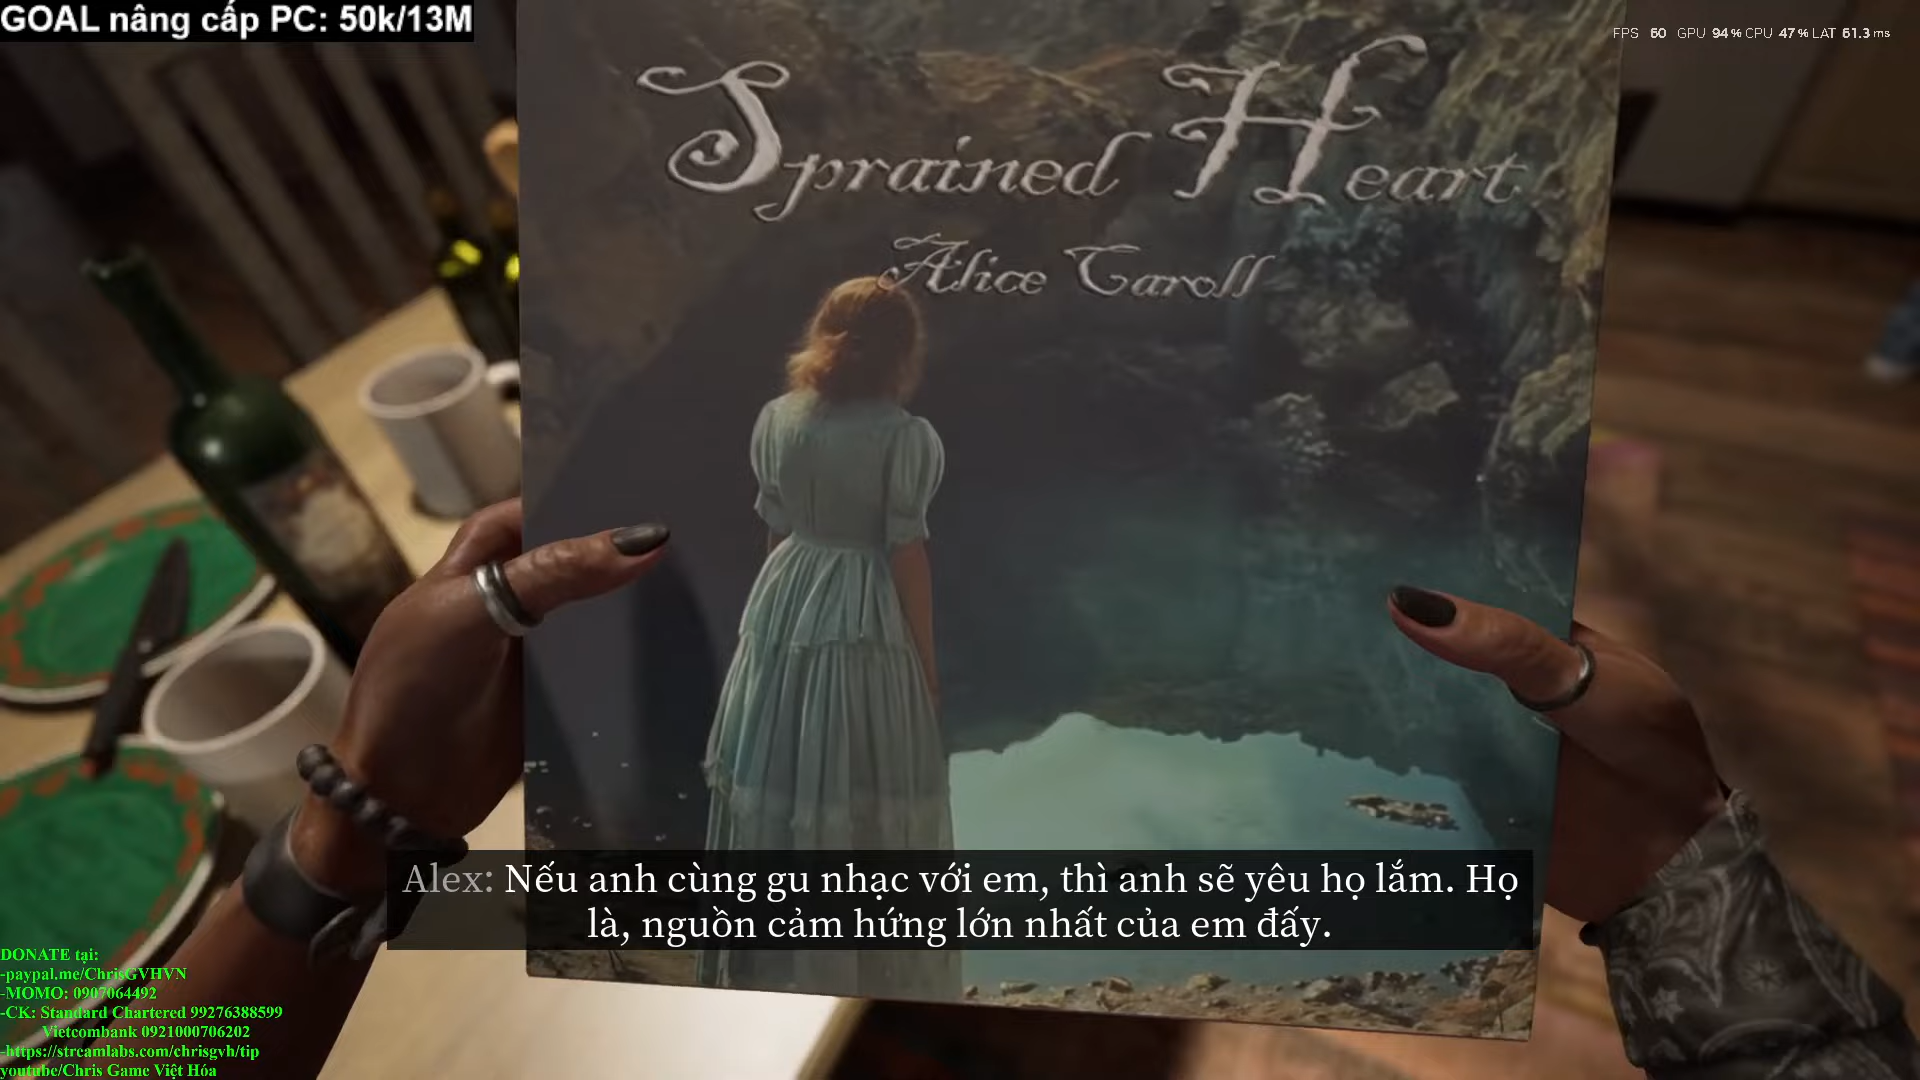 GOAL nâng cấp PC: 50k/13M
FPS 60 GPU 94% CPU 47% LAT 61.3 ms
Sprained Heart
Alice Caroll
Alex: Nếu anh cùng gu nhạc với em, thì anh sẽ yêu họ lắm. Họ
là, nguồn cảm hứng lớn nhất của em đấy.
DONATE tại:
-paypal.me/ChrisGVHVN
-MOMO: 0907064492
-CK: Standard Chartered 99276388599
Vietcombank 0921000706202
-https://streamlabs.com/chrisgvh/tip
youtube/Chris Game Việt Hóa